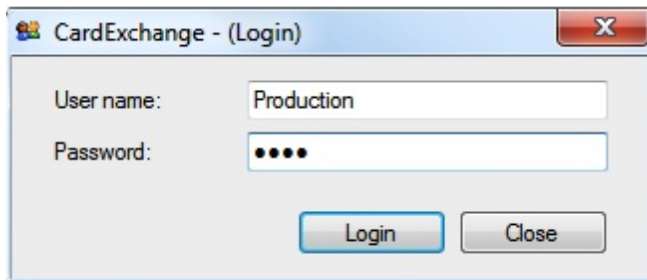 CardExchange - (Login)
User name: Production
Password: ●●●●
Login Close